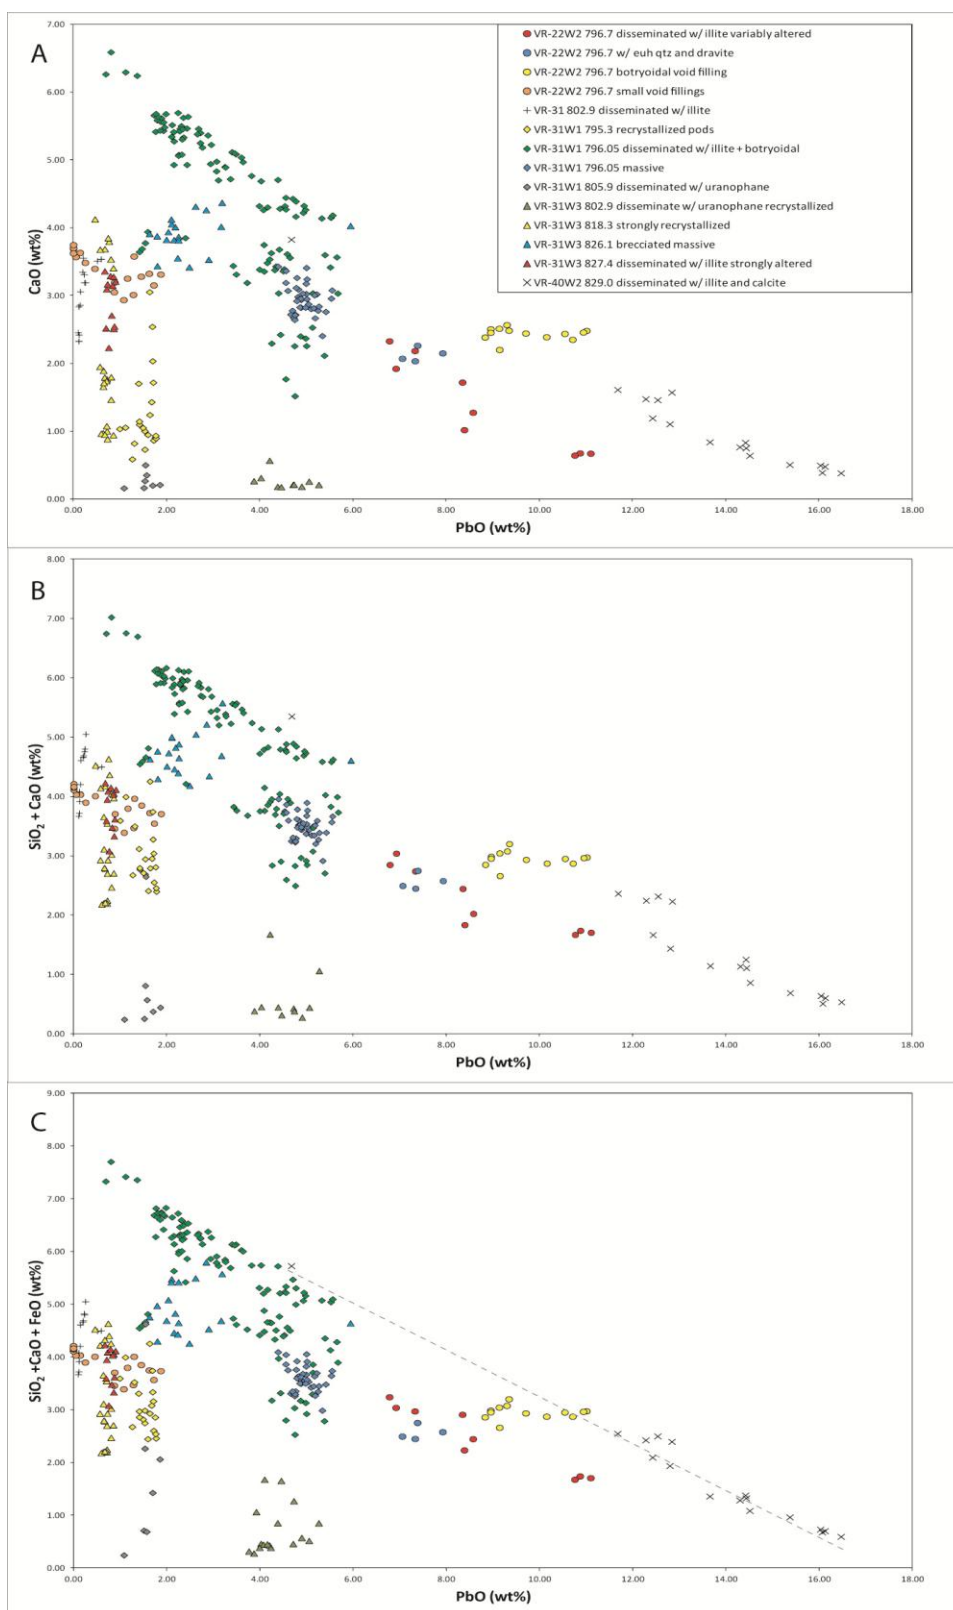 A
7.00
6.00
5.00
4.00
3.00
2.00
1.00
0.00
CaO (wt%)
0.00 2.00 4.00 6.00 8.00 10.00 12.00 14.00 16.00 18.00
PbO (wt%)
VR-22W2 796.7 disseminated w/ illite variably altered
VR-22W2 796.7 w/ euh qtz and dravite
VR-22W2 796.7 botryoidal void filling
VR-22W2 796.7 small void fillings
VR-31 802.9 disseminated w/ illite
VR-31W1 795.3 recrystallized pods
VR-31W1 796.05 disseminated w/ illite + botryoidal
VR-31W1 796.05 massive
VR-31W1 805.9 disseminated w/ uranophane
VR-31W3 802.9 disseminate w/ uranophane recrystallized
VR-31W3 818.3 strongly recrystallized
VR-31W3 826.1 brecciated massive
VR-31W3 827.4 disseminated w/ illite strongly altered
VR-40W2 829.0 disseminated w/ illite and calcite
B
8.00
7.00
6.00
5.00
4.00
3.00
2.00
1.00
0.00
SiO₂ + CaO (wt%)
0.00 2.00 4.00 6.00 8.00 10.00 12.00 14.00 16.00 18.00
PbO (wt%)
C
9.00
8.00
7.00
6.00
5.00
4.00
3.00
2.00
1.00
0.00
SiO₂ +CaO + FeO (wt%)
0.00 2.00 4.00 6.00 8.00 10.00 12.00 14.00 16.00 18.00
PbO (wt%)